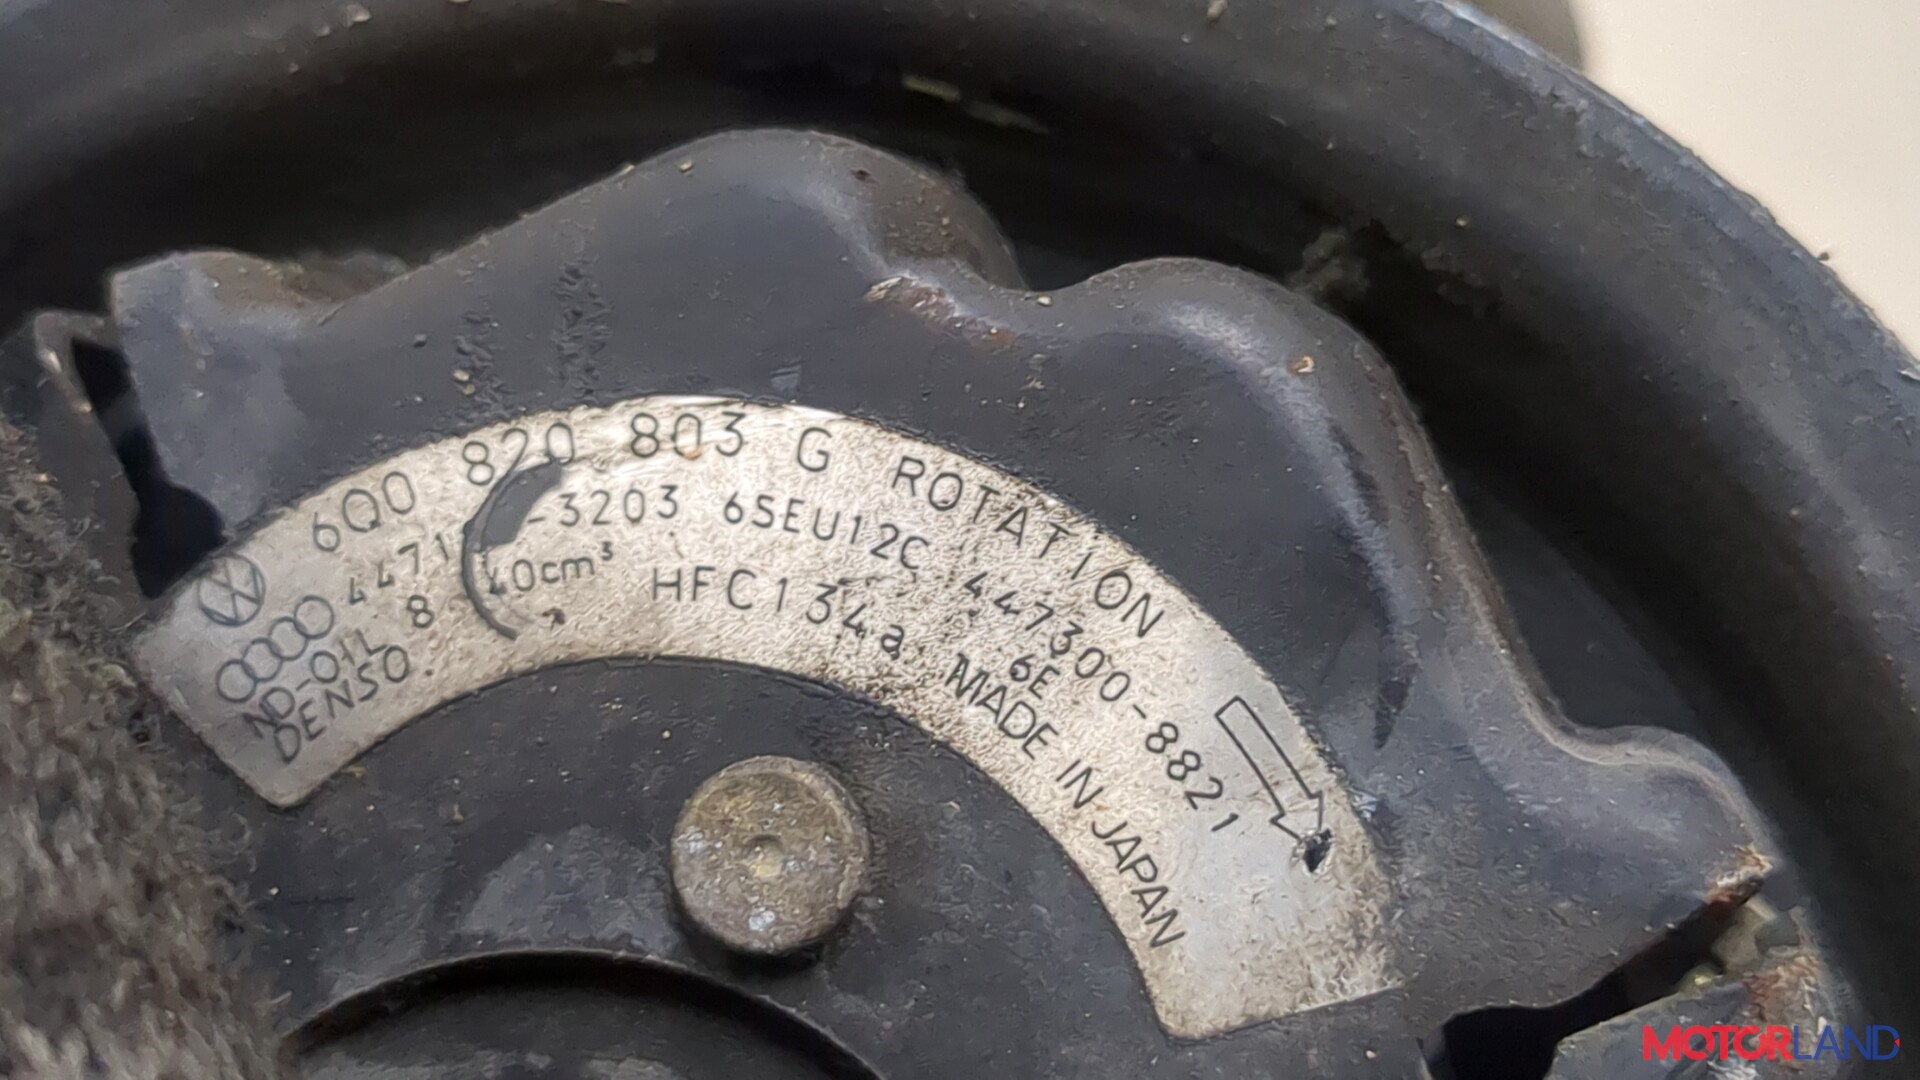 6Q0 820 803 G ROTATION
4471 -3203 6SEU12C 447300-8821
ND-OIL 8 40cm³ HFC134a 6E
DENSO MADE IN JAPAN
MOTORLAND